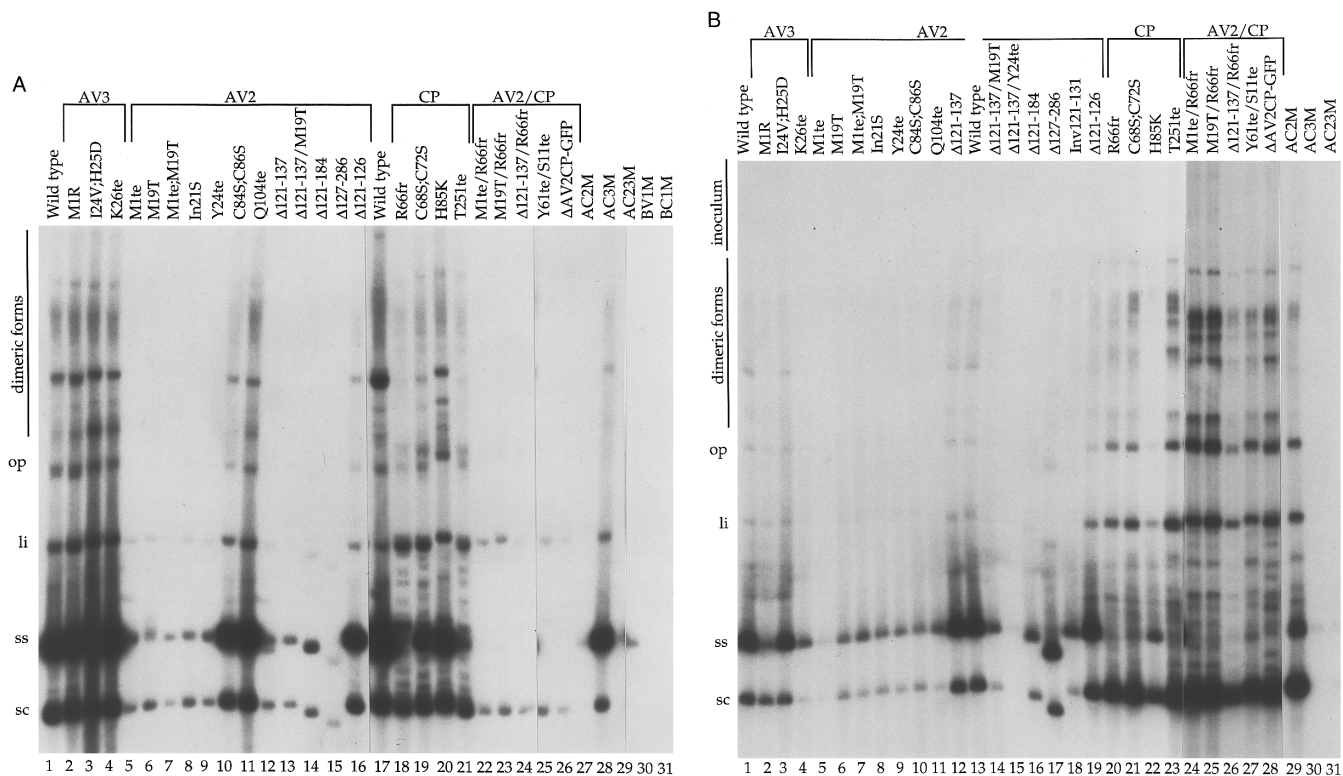 A
AV3 AV2 CP AV2/CP
Wild type
M1R
I24V;H25D
K26te
M1te
M19T
M1te;M19T
In21S
Y24te
C84S;C86S
Q104te
Δ121-137
Δ121-137/M19T
Δ121-184
Δ127-286
Δ121-126
Wild type
R66fr
C68S;C72S
H85K
T251te
M1te/R66fr
M19T/R66fr
Δ121-137/R66fr
Y61te/S11te
ΔAV2CP-GFP
AC2M
AC3M
AC23M
BV1M
BC1M
dimeric forms
op
li
ss
sc
1 2 3 4 5 6 7 8 9 10 11 12 13 14 15 16 17 18 19 20 21 22 23 24 25 26 27 28 29 30 31
B
AV3 AV2 CP AV2/CP
Wild type
M1R
I24V;H25D
K26te
M1te
M19T
M1te;M19T
In21S
Y24te
C84S;C86S
Q104te
Δ121-137
Wild type
Δ121-137/M19T
Δ121-137/Y24te
Δ121-184
Δ127-286
Inv121-131
Δ121-126
R66fr
C68S;C72S
H85K
T251te
M1te/R66fr
M19T/R66fr
Δ121-137/R66fr
Y61te/S11te
ΔAV2CP-GFP
AC2M
AC3M
AC23M
inoculum
dimeric forms
op
li
ss
sc
1 2 3 4 5 6 7 8 9 10 11 12 13 14 15 16 17 18 19 20 21 22 23 24 25 26 27 28 29 30 31